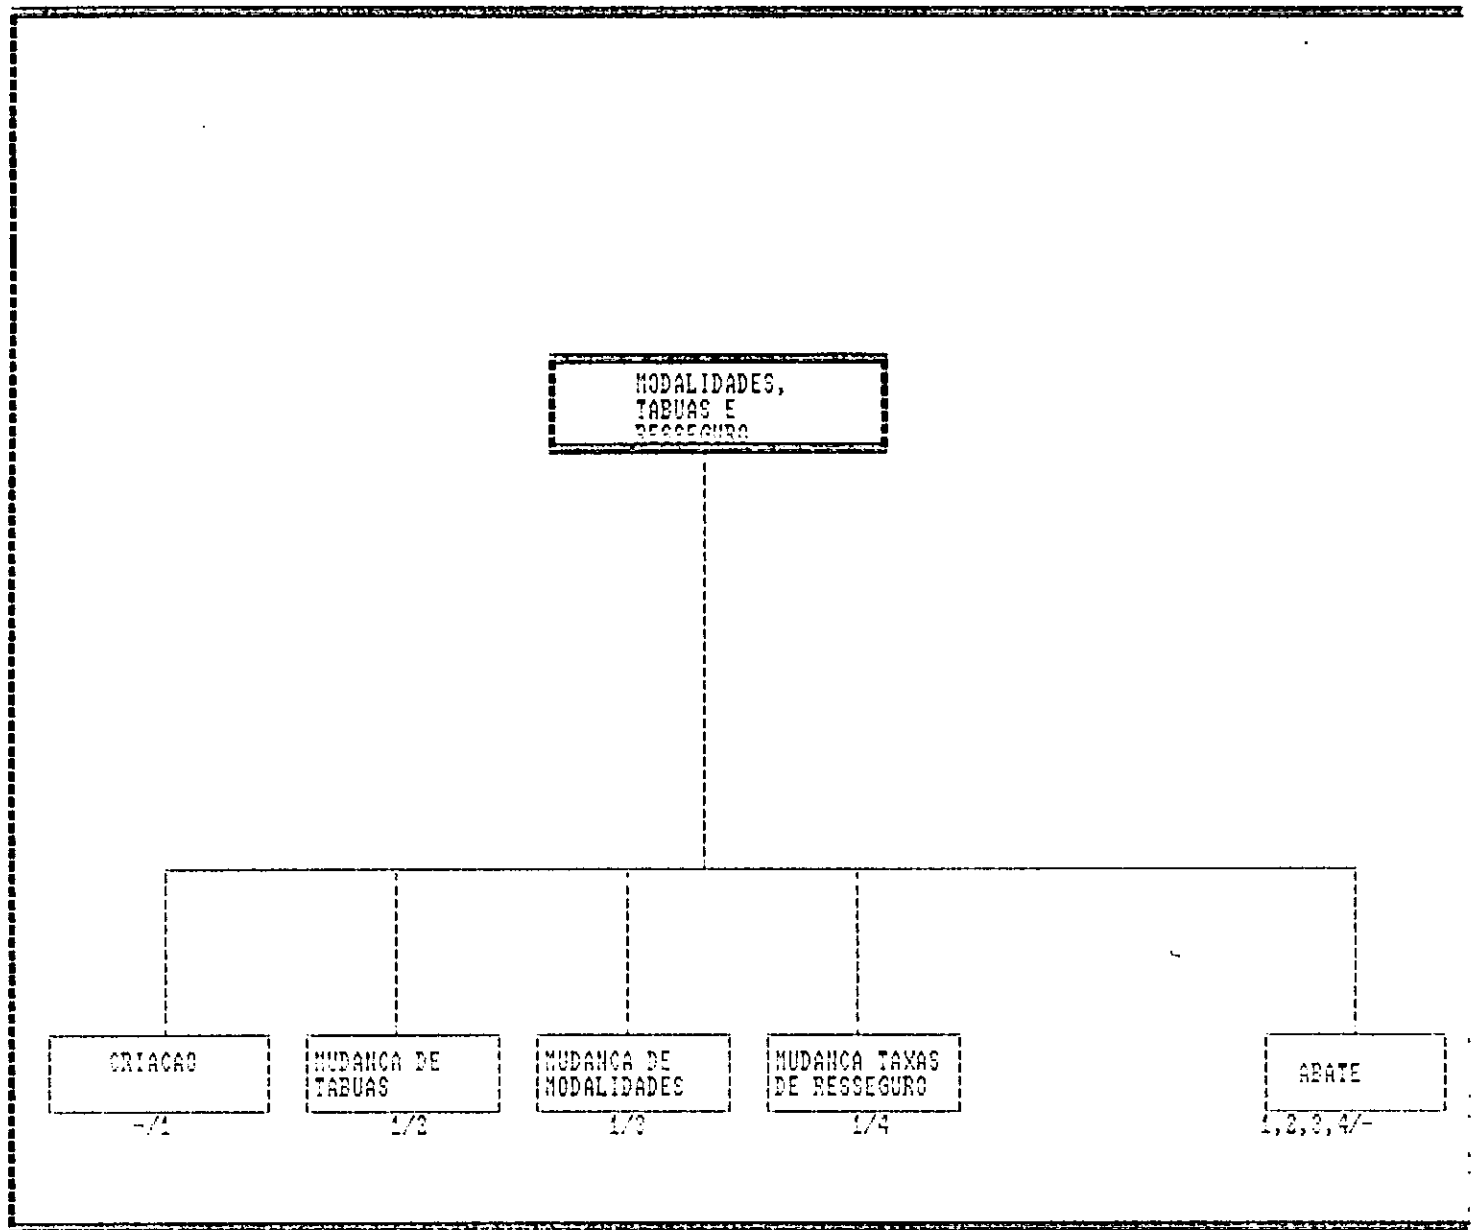 MODALIDADES,
TABUAS E
RESSEGURO
CRIACAO
MUDANCA DE
TABUAS
MUDANCA DE
MODALIDADES
MUDANCA TAXAS
DE RESSEGURO
ABATE
-/1
1/2
1/3
1/4
1,2,3,4/-